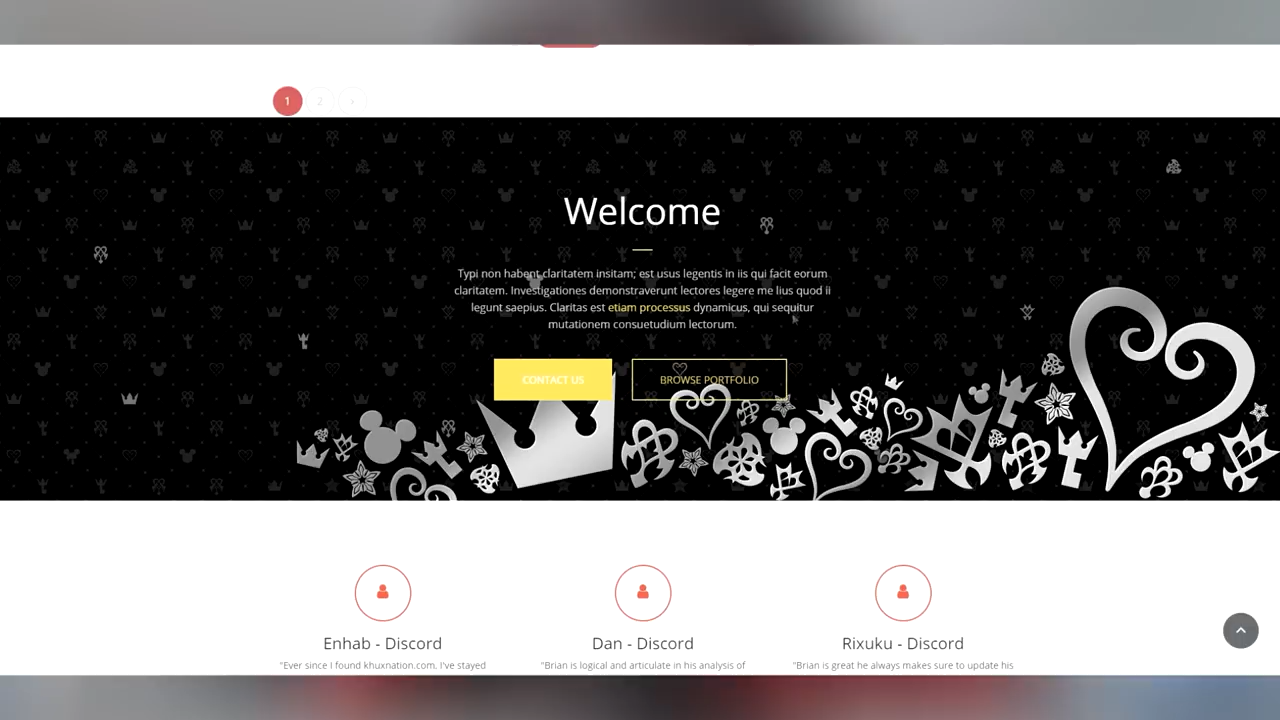 1 2 ›
Welcome
Typi non habent claritatem insitam; est usus legentis in iis qui facit eorum
claritatem. Investigationes demonstraverunt lectores legere me lius quod ii
legunt saepius. Claritas est etiam processus dynamicus, qui sequitur
mutationem consuetudium lectorum.
CONTACT US BROWSE PORTFOLIO
Enhab - Discord Dan - Discord Rixuku - Discord
"Ever since I found khuxnation.com, I've stayed "Brian is logical and articulate in his analysis of "Brian is great he always makes sure to update his